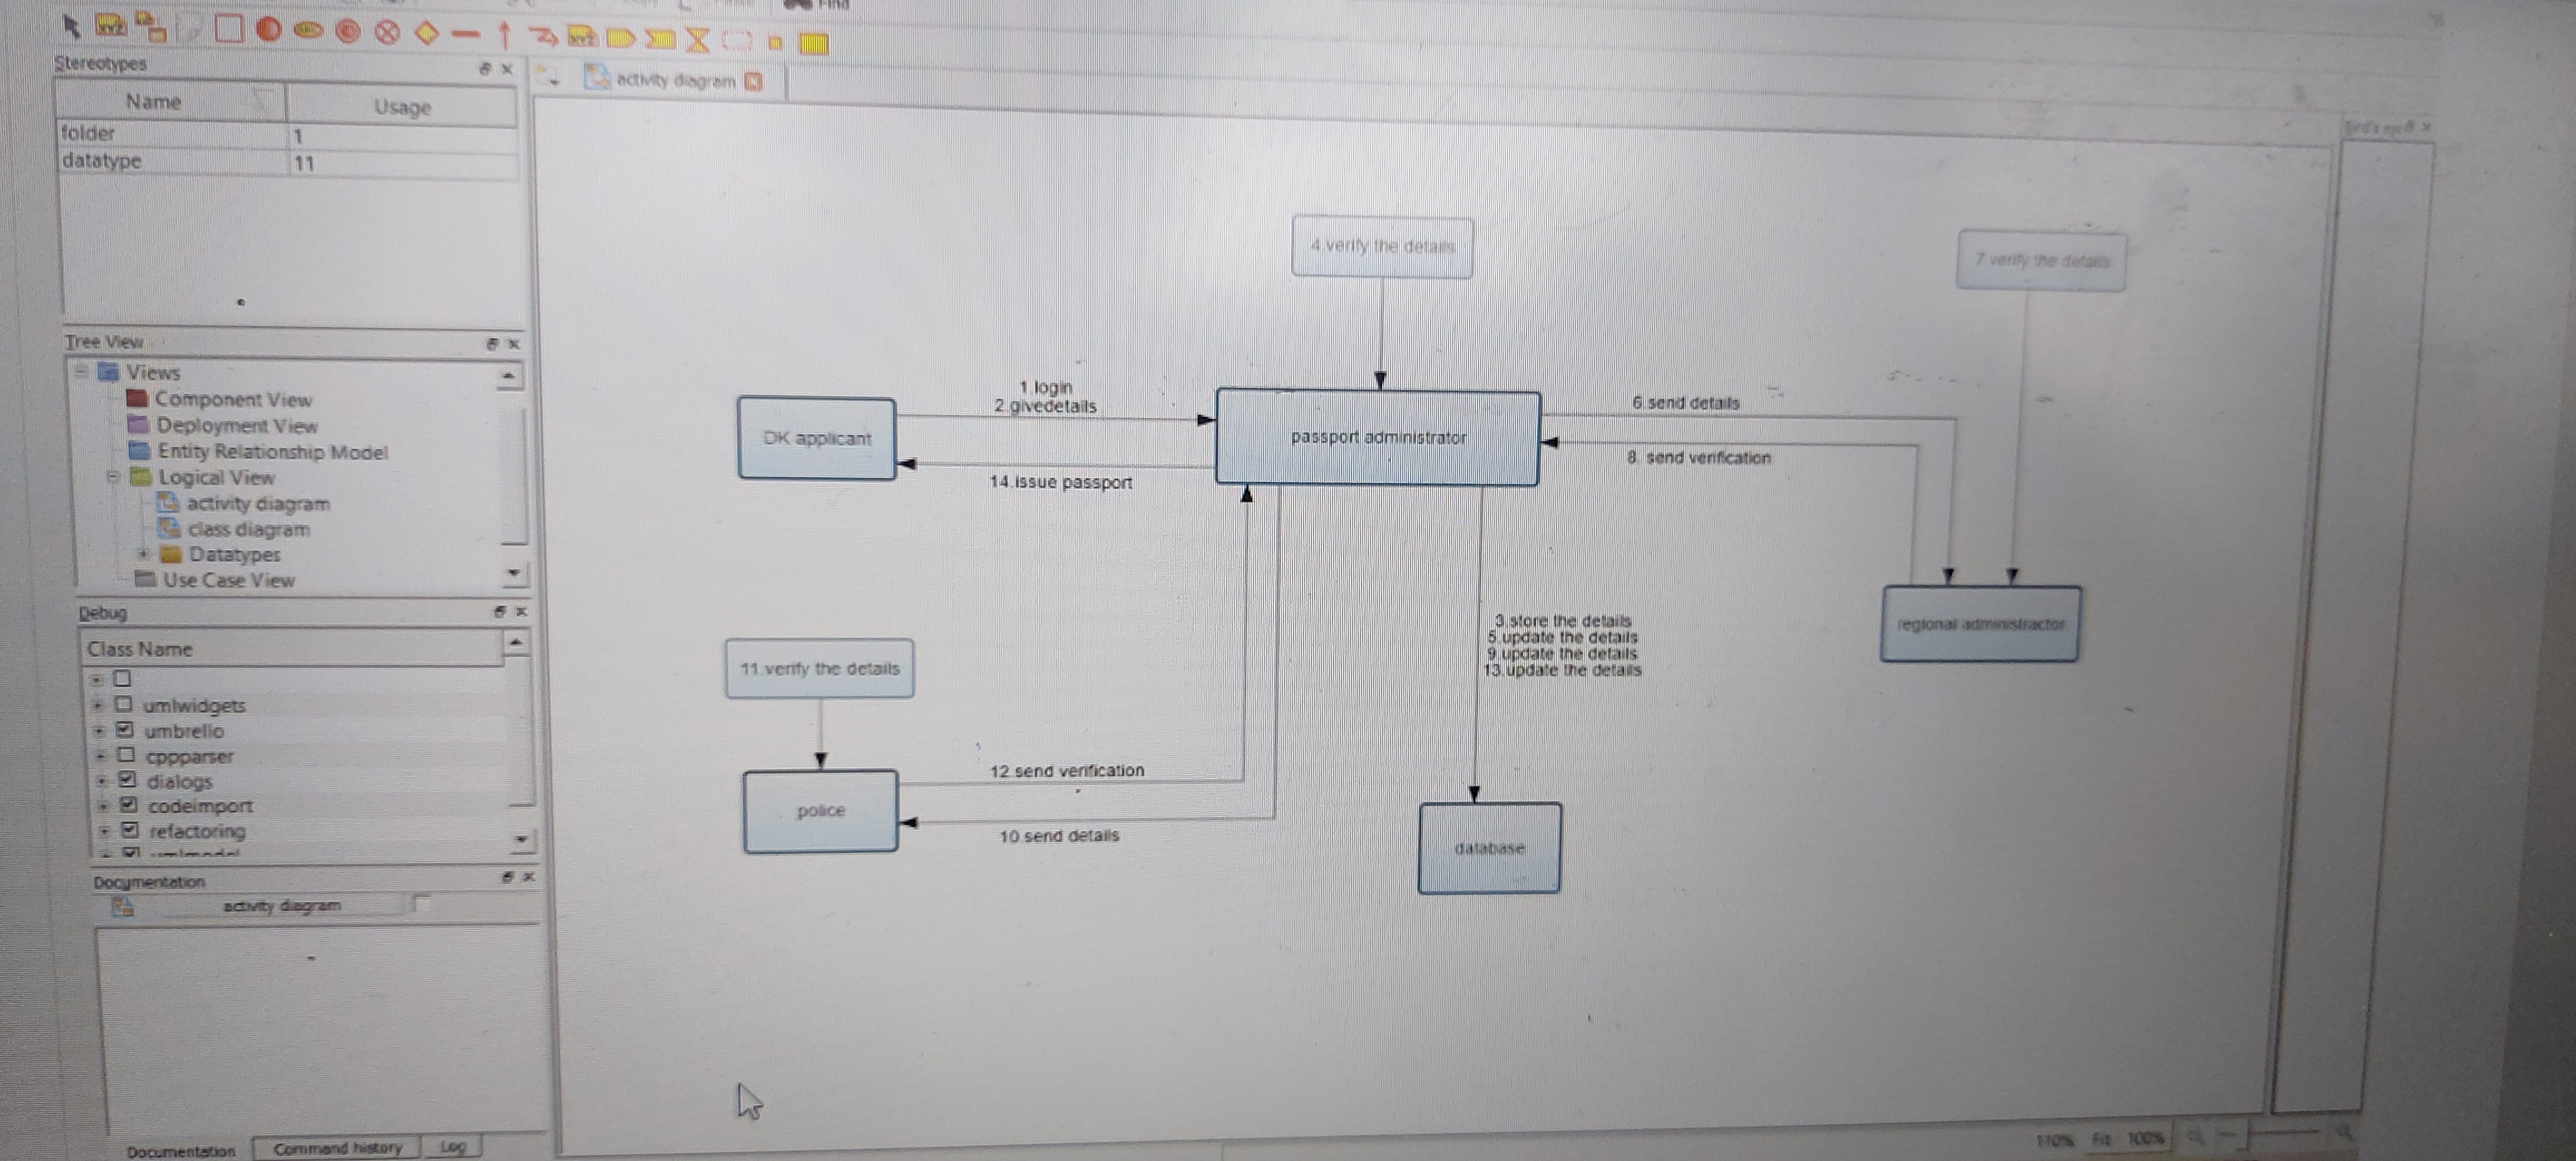 Find
Stereotypes
Name Usage
folder 1
datatype 11
Tree View
Views
Component View
Deployment View
Entity Relationship Model
Logical View
activity diagram
class diagram
Datatypes
Use Case View
Debug
Class Name
umlwidgets
umbrello
cppparser
dialogs
codeimport
refactoring
umlmodel
Documentation
activity diagram
Documentation Command history Log
activity diagram
4.verify the details
7 verify the details
1.login
2.givedetails
6.send details
OK applicant
passport administrator
8. send verification
14.issue passport
3.store the details
5.update the details
9.update the details
13.update the details
regional administractor
11.verify the details
12 send verification
police
10 send details
database
110% Fit 100%